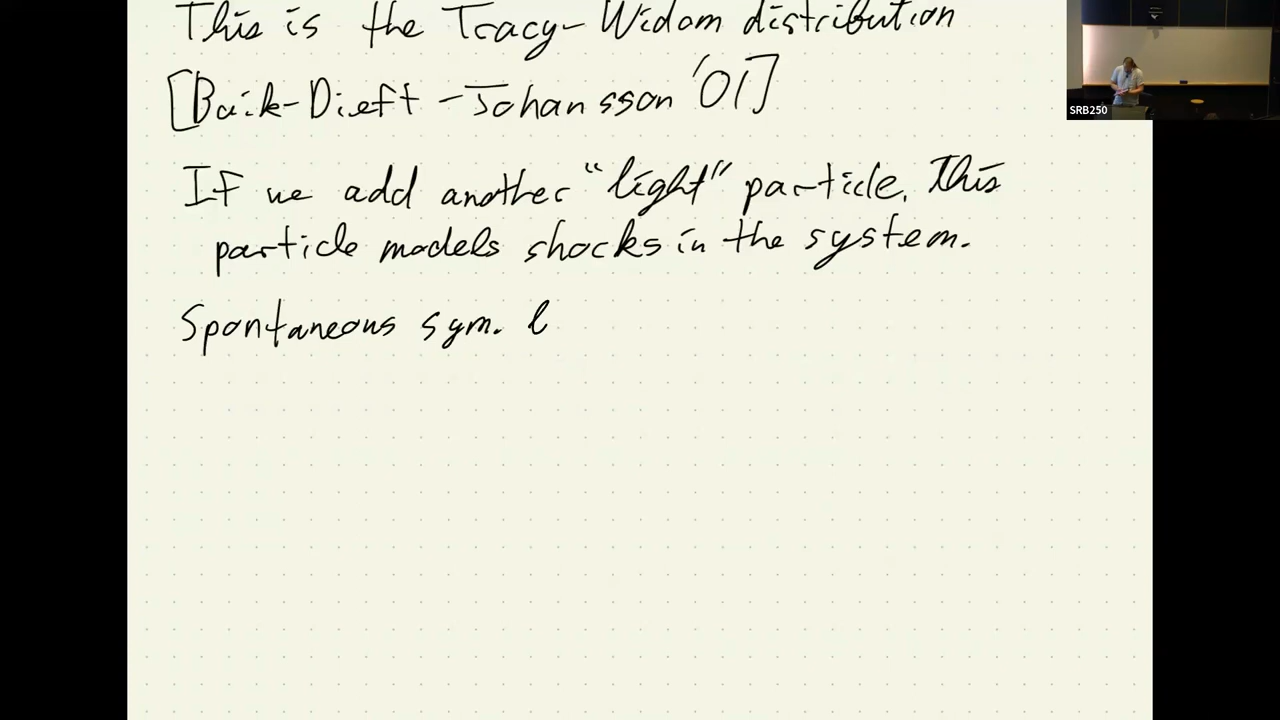 This is the Tracy-Widom distribution
[Baik-Dieft-Johansson '01]
If we add another "light" particle. This
particle models shocks in the system.
Spontaneous sym. l
SRB250